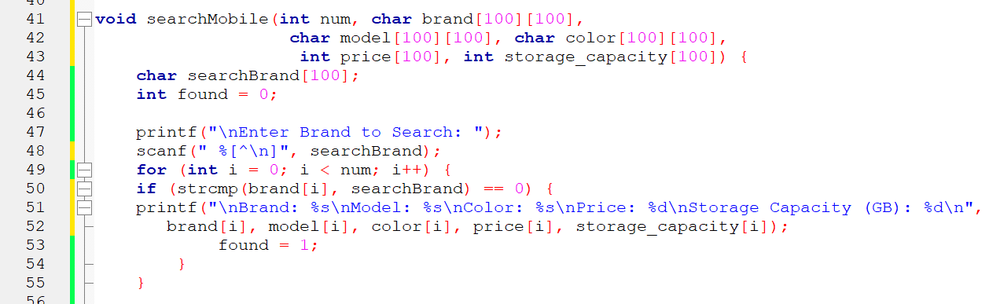 40
41 void searchMobile(int num, char brand[100][100],
42 char model[100][100], char color[100][100],
43 int price[100], int storage_capacity[100]) {
44 char searchBrand[100];
45 int found = 0;
46
47 printf("\nEnter Brand to Search: ");
48 scanf(" %[^\n]", searchBrand);
49 for (int i = 0; i < num; i++) {
50 if (strcmp(brand[i], searchBrand) == 0) {
51 printf("\nBrand: %s\nModel: %s\nColor: %s\nPrice: %d\nStorage Capacity (GB): %d\n",
52 brand[i], model[i], color[i], price[i], storage_capacity[i]);
53 found = 1;
54 }
55 }
56